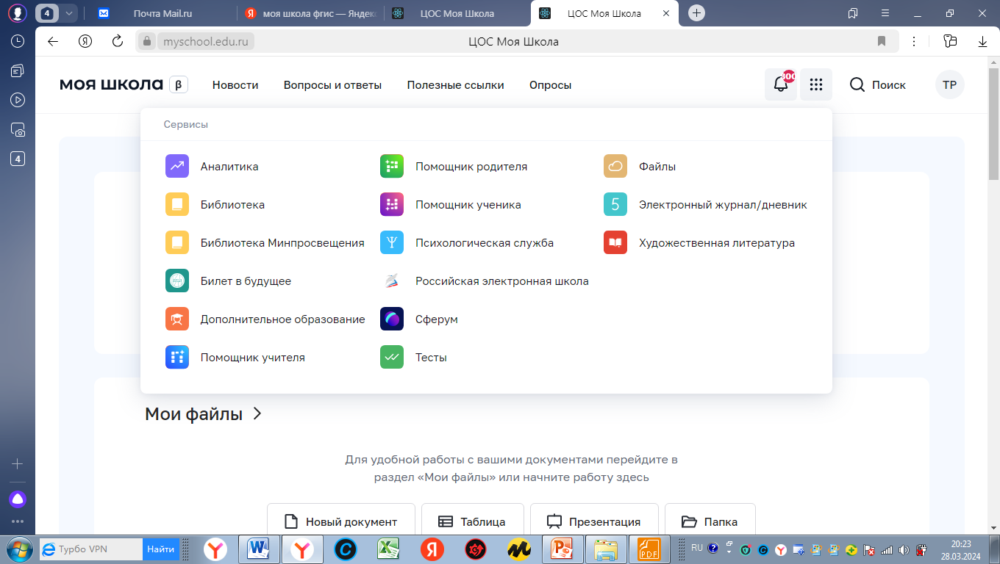 4
Почта Mail.ru
Я моя школа фгис — Яндекс
ЦОС Моя Школа
ЦОС Моя Школа
Я
myschool.edu.ru
ЦОС Моя Школа
4
моя школа β
Новости
Вопросы и ответы
Полезные ссылки
Опросы
300
Поиск
ТР
Сервисы
Аналитика
Помощник родителя
Файлы
Библиотека
Помощник ученика
5 Электронный журнал/дневник
Библиотека Минпросвещения
Ψ Психологическая служба
Художественная литература
Билет в будущее
Российская электронная школа
Дополнительное образование
Сферум
Помощник учителя
Тесты
Мои файлы
Для удобной работы с вашими документами перейдите в
раздел «Мои файлы» или начните работу здесь
Новый документ
Таблица
Презентация
Папка
Турбо VPN
Найти
Я
PDF
RU
20:23
28.03.2024